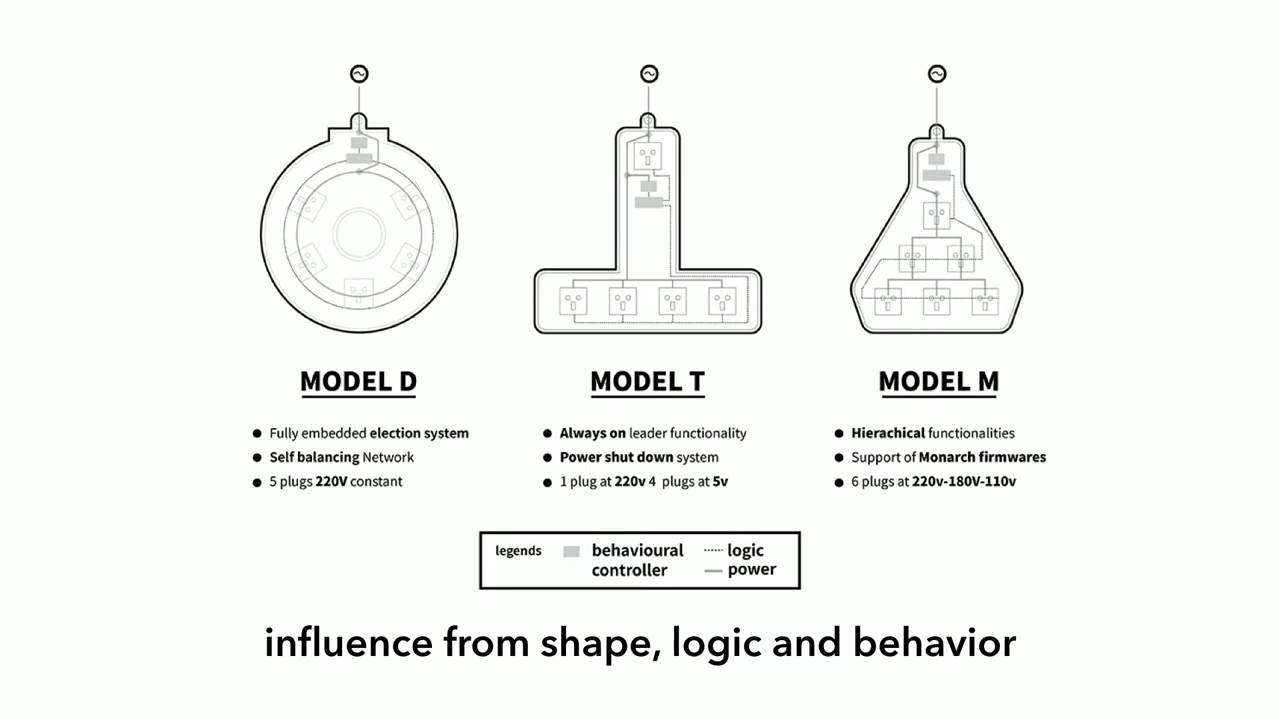 MODEL D
Fully embedded election system
Self balancing Network
5 plugs 220V constant
MODEL T
Always on leader functionality
Power shut down system
1 plug at 220v 4 plugs at 5v
MODEL M
Hierachical functionalities
Support of Monarch firmwares
6 plugs at 220v-180V-110v
legends
behavioural
controller
logic
power
influence from shape, logic and behavior